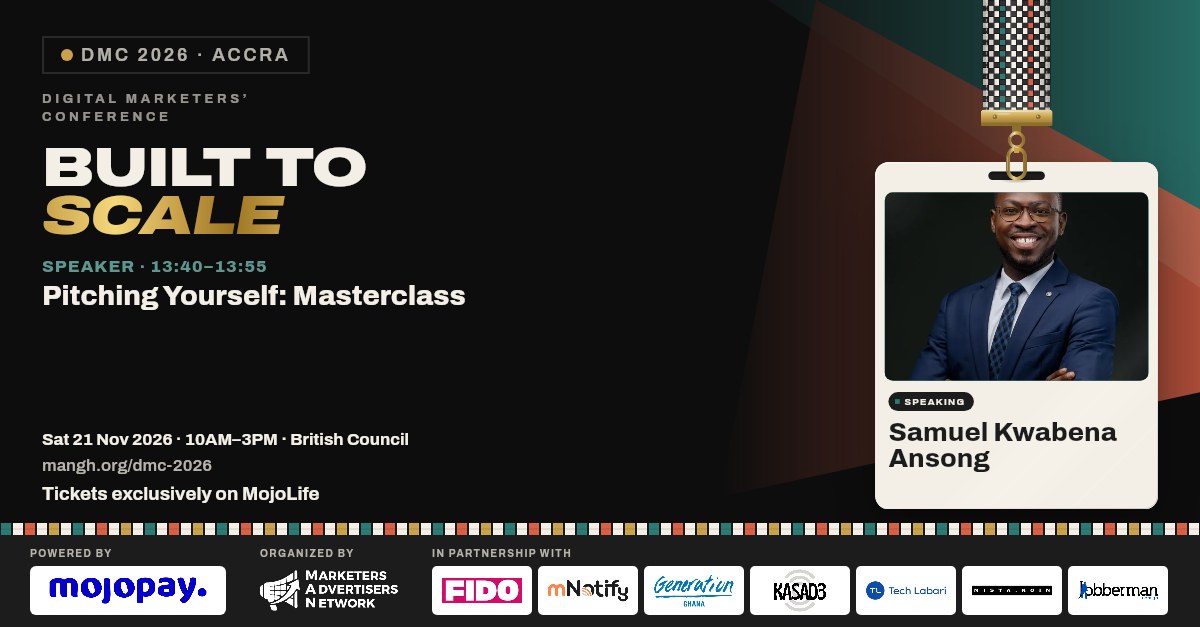 DMC 2026 · ACCRA
DIGITAL MARKETERS’
CONFERENCE
BUILT TO
SCALE
SPEAKER · 13:40–13:55
Pitching Yourself: Masterclass
Sat 21 Nov 2026 · 10AM–3PM · British Council
mangh.org/dmc-2026
Tickets exclusively on MojoLife
SPEAKING
Samuel Kwabena
Ansong
POWERED BY
mojopay.
ORGANIZED BY
MARKETERS
ADVERTISERS
NETWORK
IN PARTNERSHIP WITH
FIDO
mNotify
Generation
GHANA
KASAD3
TL Tech Labari
Jobberman